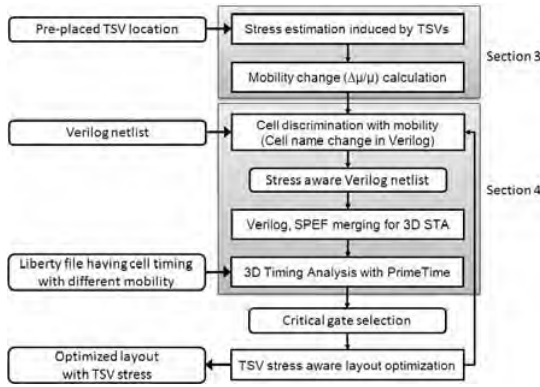 Pre-placed TSV location
Stress estimation induced by TSVs
Mobility change (Δμ/μ) calculation
Section 3
Verilog netlist
Cell discrimination with mobility
(Cell name change in Verilog)
Stress aware Verilog netlist
Section 4
Verilog, SPEF merging for 3D STA
Liberty file having cell timing
with different mobility
3D Timing Analysis with PrimeTime
Critical gate selection
Optimized layout
with TSV stress
TSV stress aware layout optimization